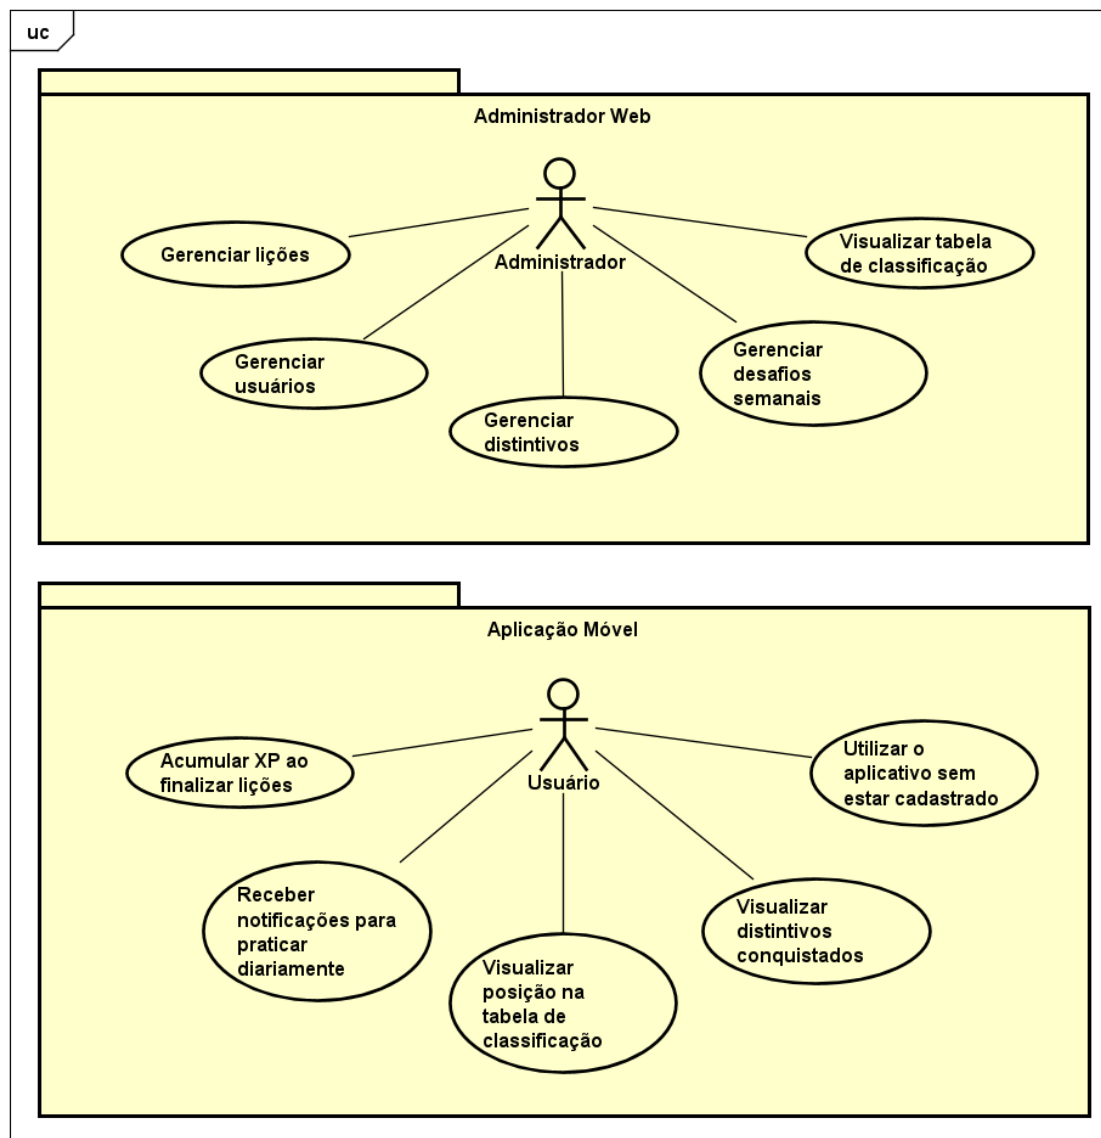 uc
Administrador Web
Administrador
Gerenciar lições
Visualizar tabela
de classificação
Gerenciar
usuários
Gerenciar
desafios
semanais
Gerenciar
distintivos
Aplicação Móvel
Usuário
Acumular XP ao
finalizar lições
Utilizar o
aplicativo sem
estar cadastrado
Receber
notificações para
praticar
diariamente
Visualizar
distintivos
conquistados
Visualizar
posição na
tabela de
classificação